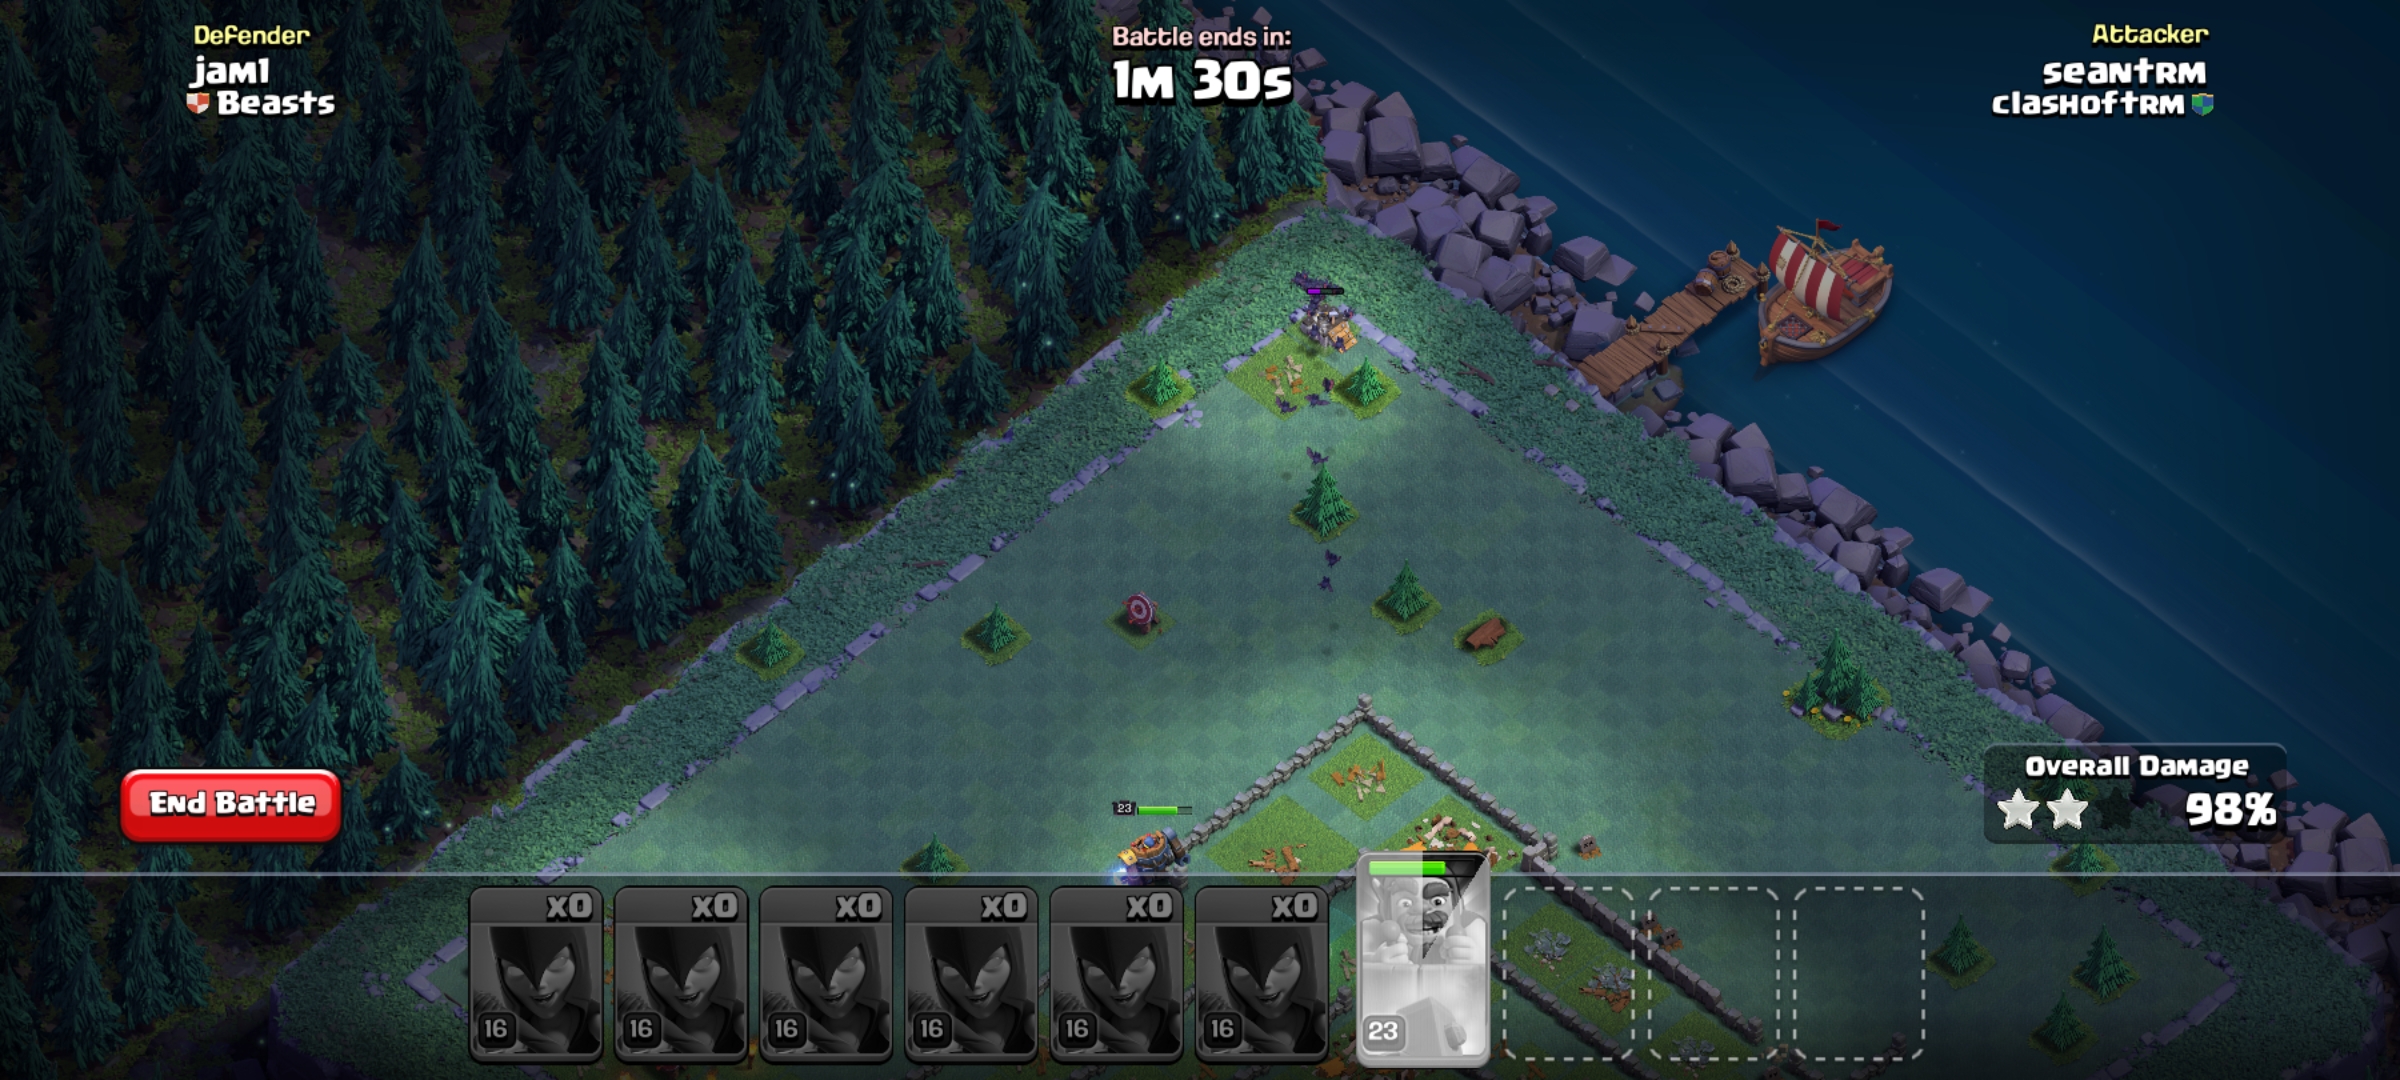 Defender
jam1
Beasts
Battle ends in:
1M 30s
Attacker
seantrm
clashoftrm
End Battle
Overall Damage
98%
23
x0
x0
x0
x0
x0
x0
16
16
16
16
16
16
23